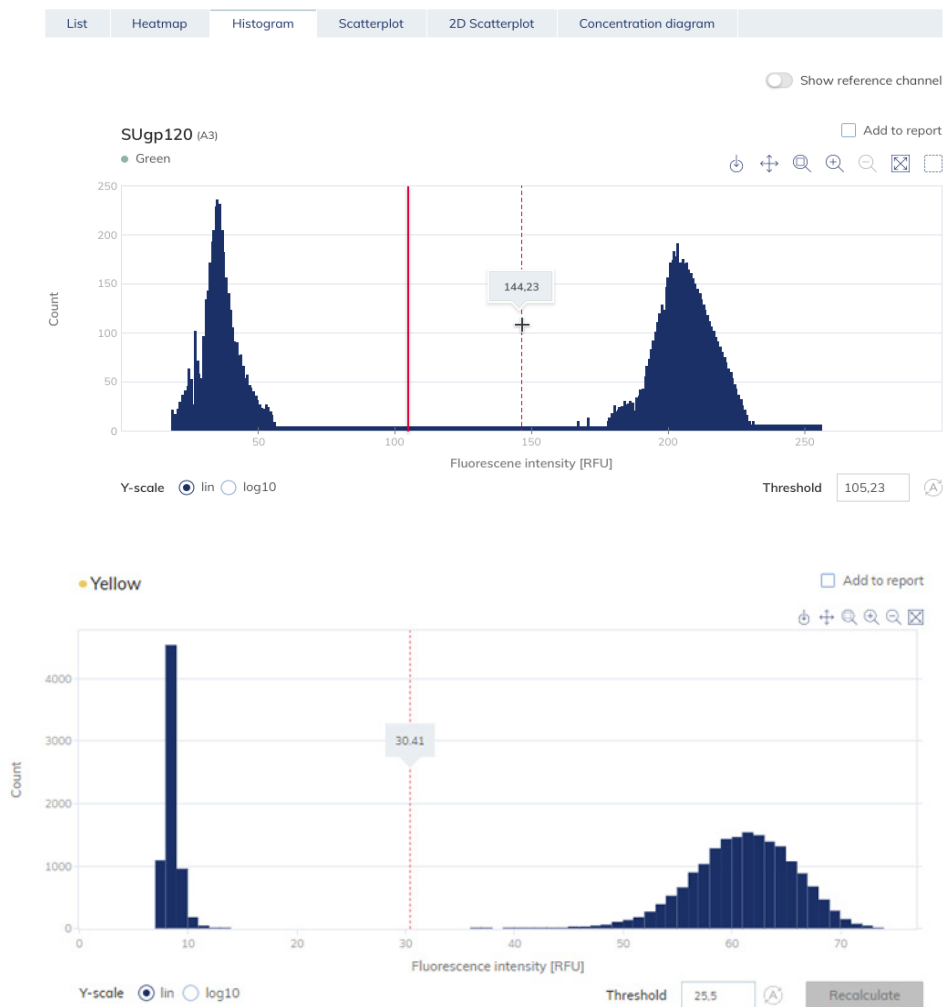 List Heatmap Histogram Scatterplot 2D Scatterplot Concentration diagram
Show reference channel
SUgp120 (A3)
Add to report
Green
250
200
150
100
50
0
Count
144,23
50 100 150 200 250
Fluorescene intensity [RFU]
Y-scale lin log10
Threshold 105,23 A
Yellow
Add to report
4000
3000
2000
1000
0
Count
30.41
0 10 20 30 40 50 60 70
Fluorescence intensity [RFU]
Y-scale lin log10
Threshold 25,5 A Recalculate